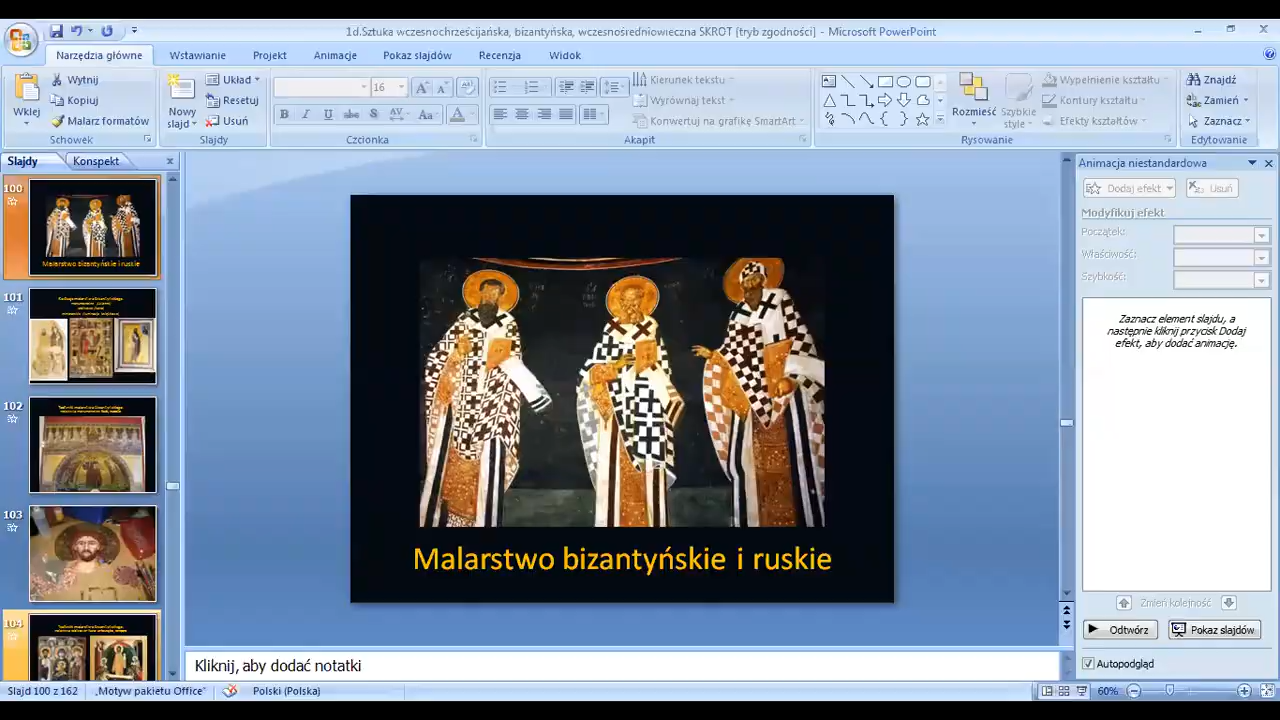 1d.Sztuka wczesnochrześcijańska, bizantyńska, wczesnosredniowieczna SKROT (tryb zgodności) - Microsoft PowerPoint
Narzędzia główne
Wstawianie
Projekt
Animacje
Pokaz slajdów
Recenzja
Widok
Wklej
Wytnij
Kopiuj
Malarz formatów
Schowek
Nowy slajd
Układ
Resetuj
Usuń
Slajdy
16
Czcionka
Kierunek tekstu
Wyrównaj tekst
Konwertuj na grafikę SmartArt
Akapit
Rozmieść
Szybkie style
Wypełnienie kształtu
Kontury kształtu
Efekty kształtów
Rysowanie
Znajdź
Zamień
Zaznacz
Edytowanie
Slajdy
Konspekt
100
Malarstwo bizantyńskie i ruskie
101
102
103
104
Malarstwo bizantyńskie i ruskie
Kliknij, aby dodać notatki
Animacja niestandardowa
Dodaj efekt
Usuń
Modyfikuj efekt
Początek:
Właściwość:
Szybkość:
Zaznacz element slajdu, a
następnie kliknij przycisk Dodaj
efekt, aby dodać animację.
Zmień kolejność
Odtwórz
Pokaz slajdów
Autopodgląd
Slajd 100 z 162
„Motyw pakietu Office"
Polski (Polska)
60%